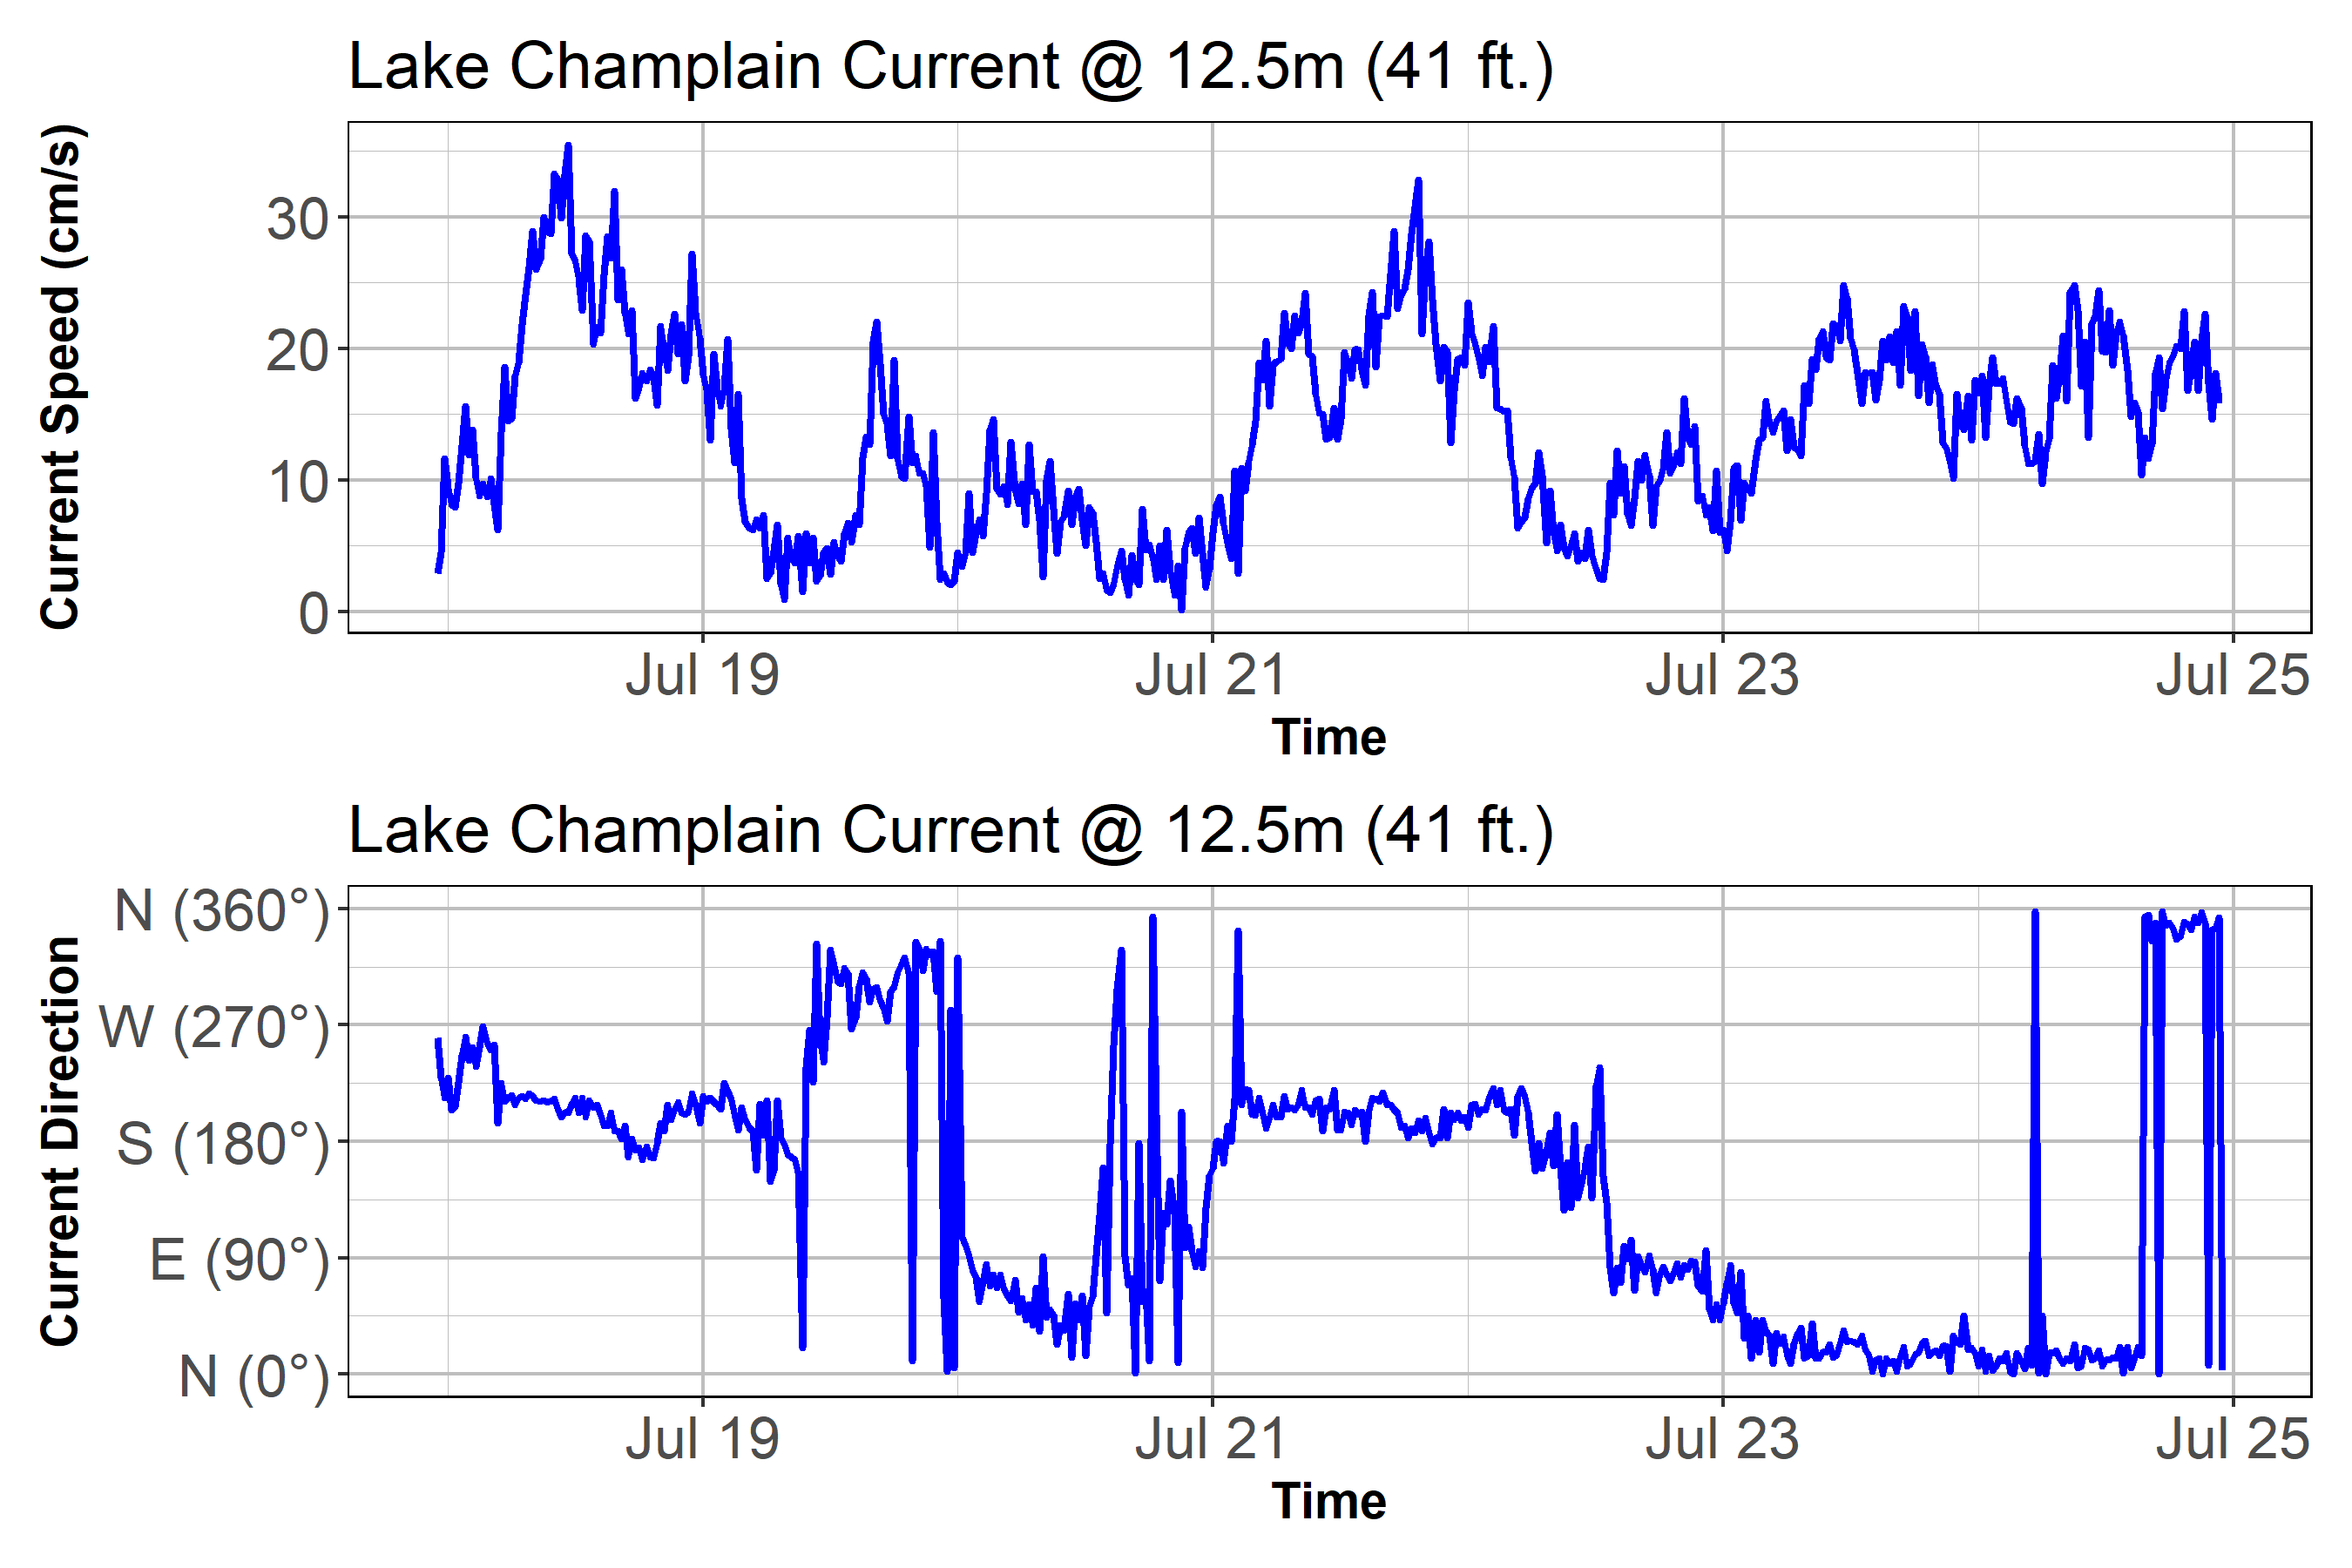 Lake Champlain Current @ 12.5m (41 ft.)
Current Speed (cm/s)
30
20
10
0
Jul 19 Jul 21 Jul 23 Jul 25
Time
Lake Champlain Current @ 12.5m (41 ft.)
Current Direction
N (360°)
W (270°)
S (180°)
E (90°)
N (0°)
Jul 19 Jul 21 Jul 23 Jul 25
Time